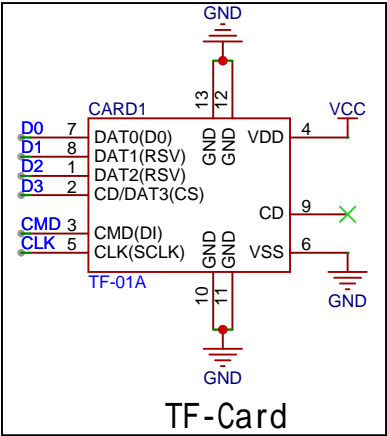 GND
CARD1
13
12
VCC
D0 7 DAT0(D0) GND GND VDD 4
D1 8 DAT1(RSV)
D2 1 DAT2(RSV)
D3 2 CD/DAT3(CS)
CD 9
CMD 3 CMD(DI)
CLK 5 CLK(SCLK) GND GND VSS 6
TF-01A
10
11
GND
GND
TF-Card